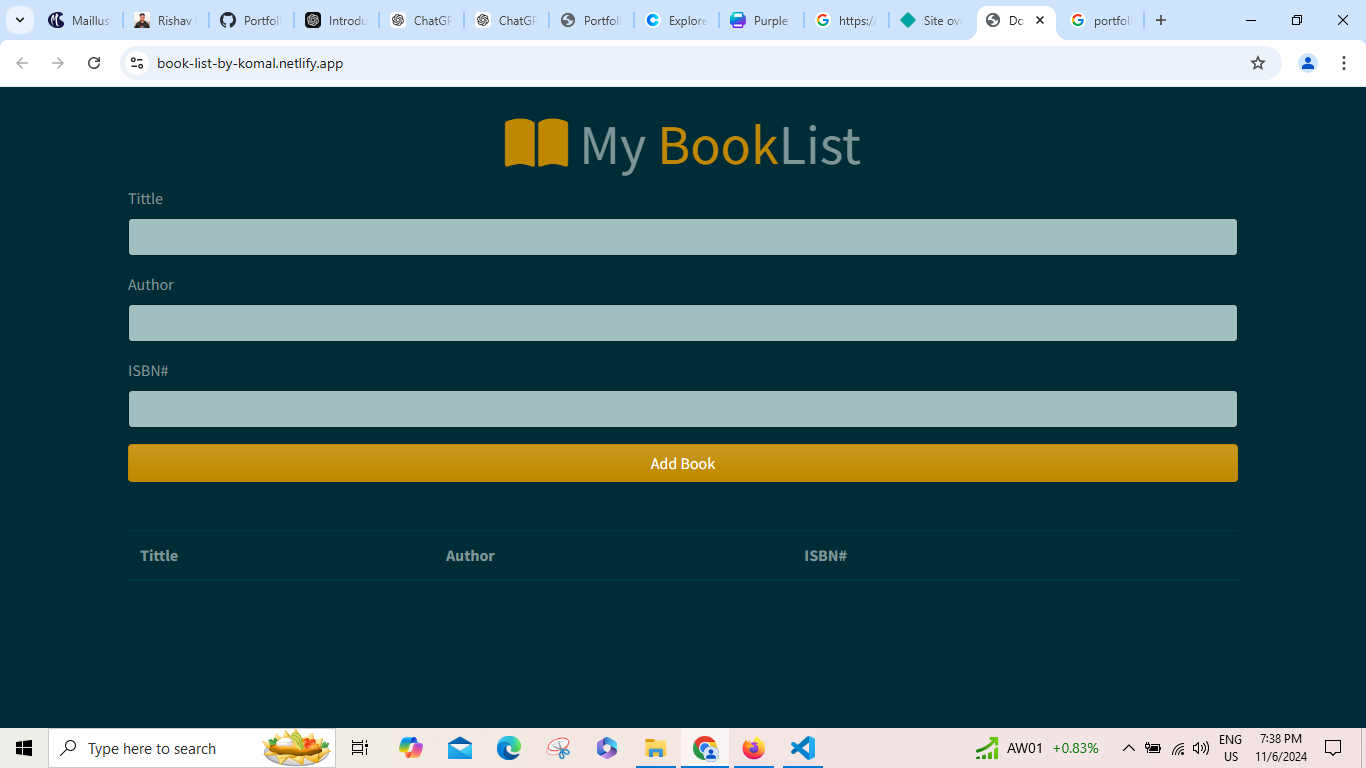 Maillus
Rishav
Portfoli
Introdu
ChatGP
ChatGP
Portfoli
Explore
Purple
https:/
Site ov
Do
portfoli
book-list-by-komal.netlify.app
My BookList
Tittle
Author
ISBN#
Add Book
Tittle Author ISBN#
Type here to search
AW01 +0.83%
ENG
US
7:38 PM
11/6/2024